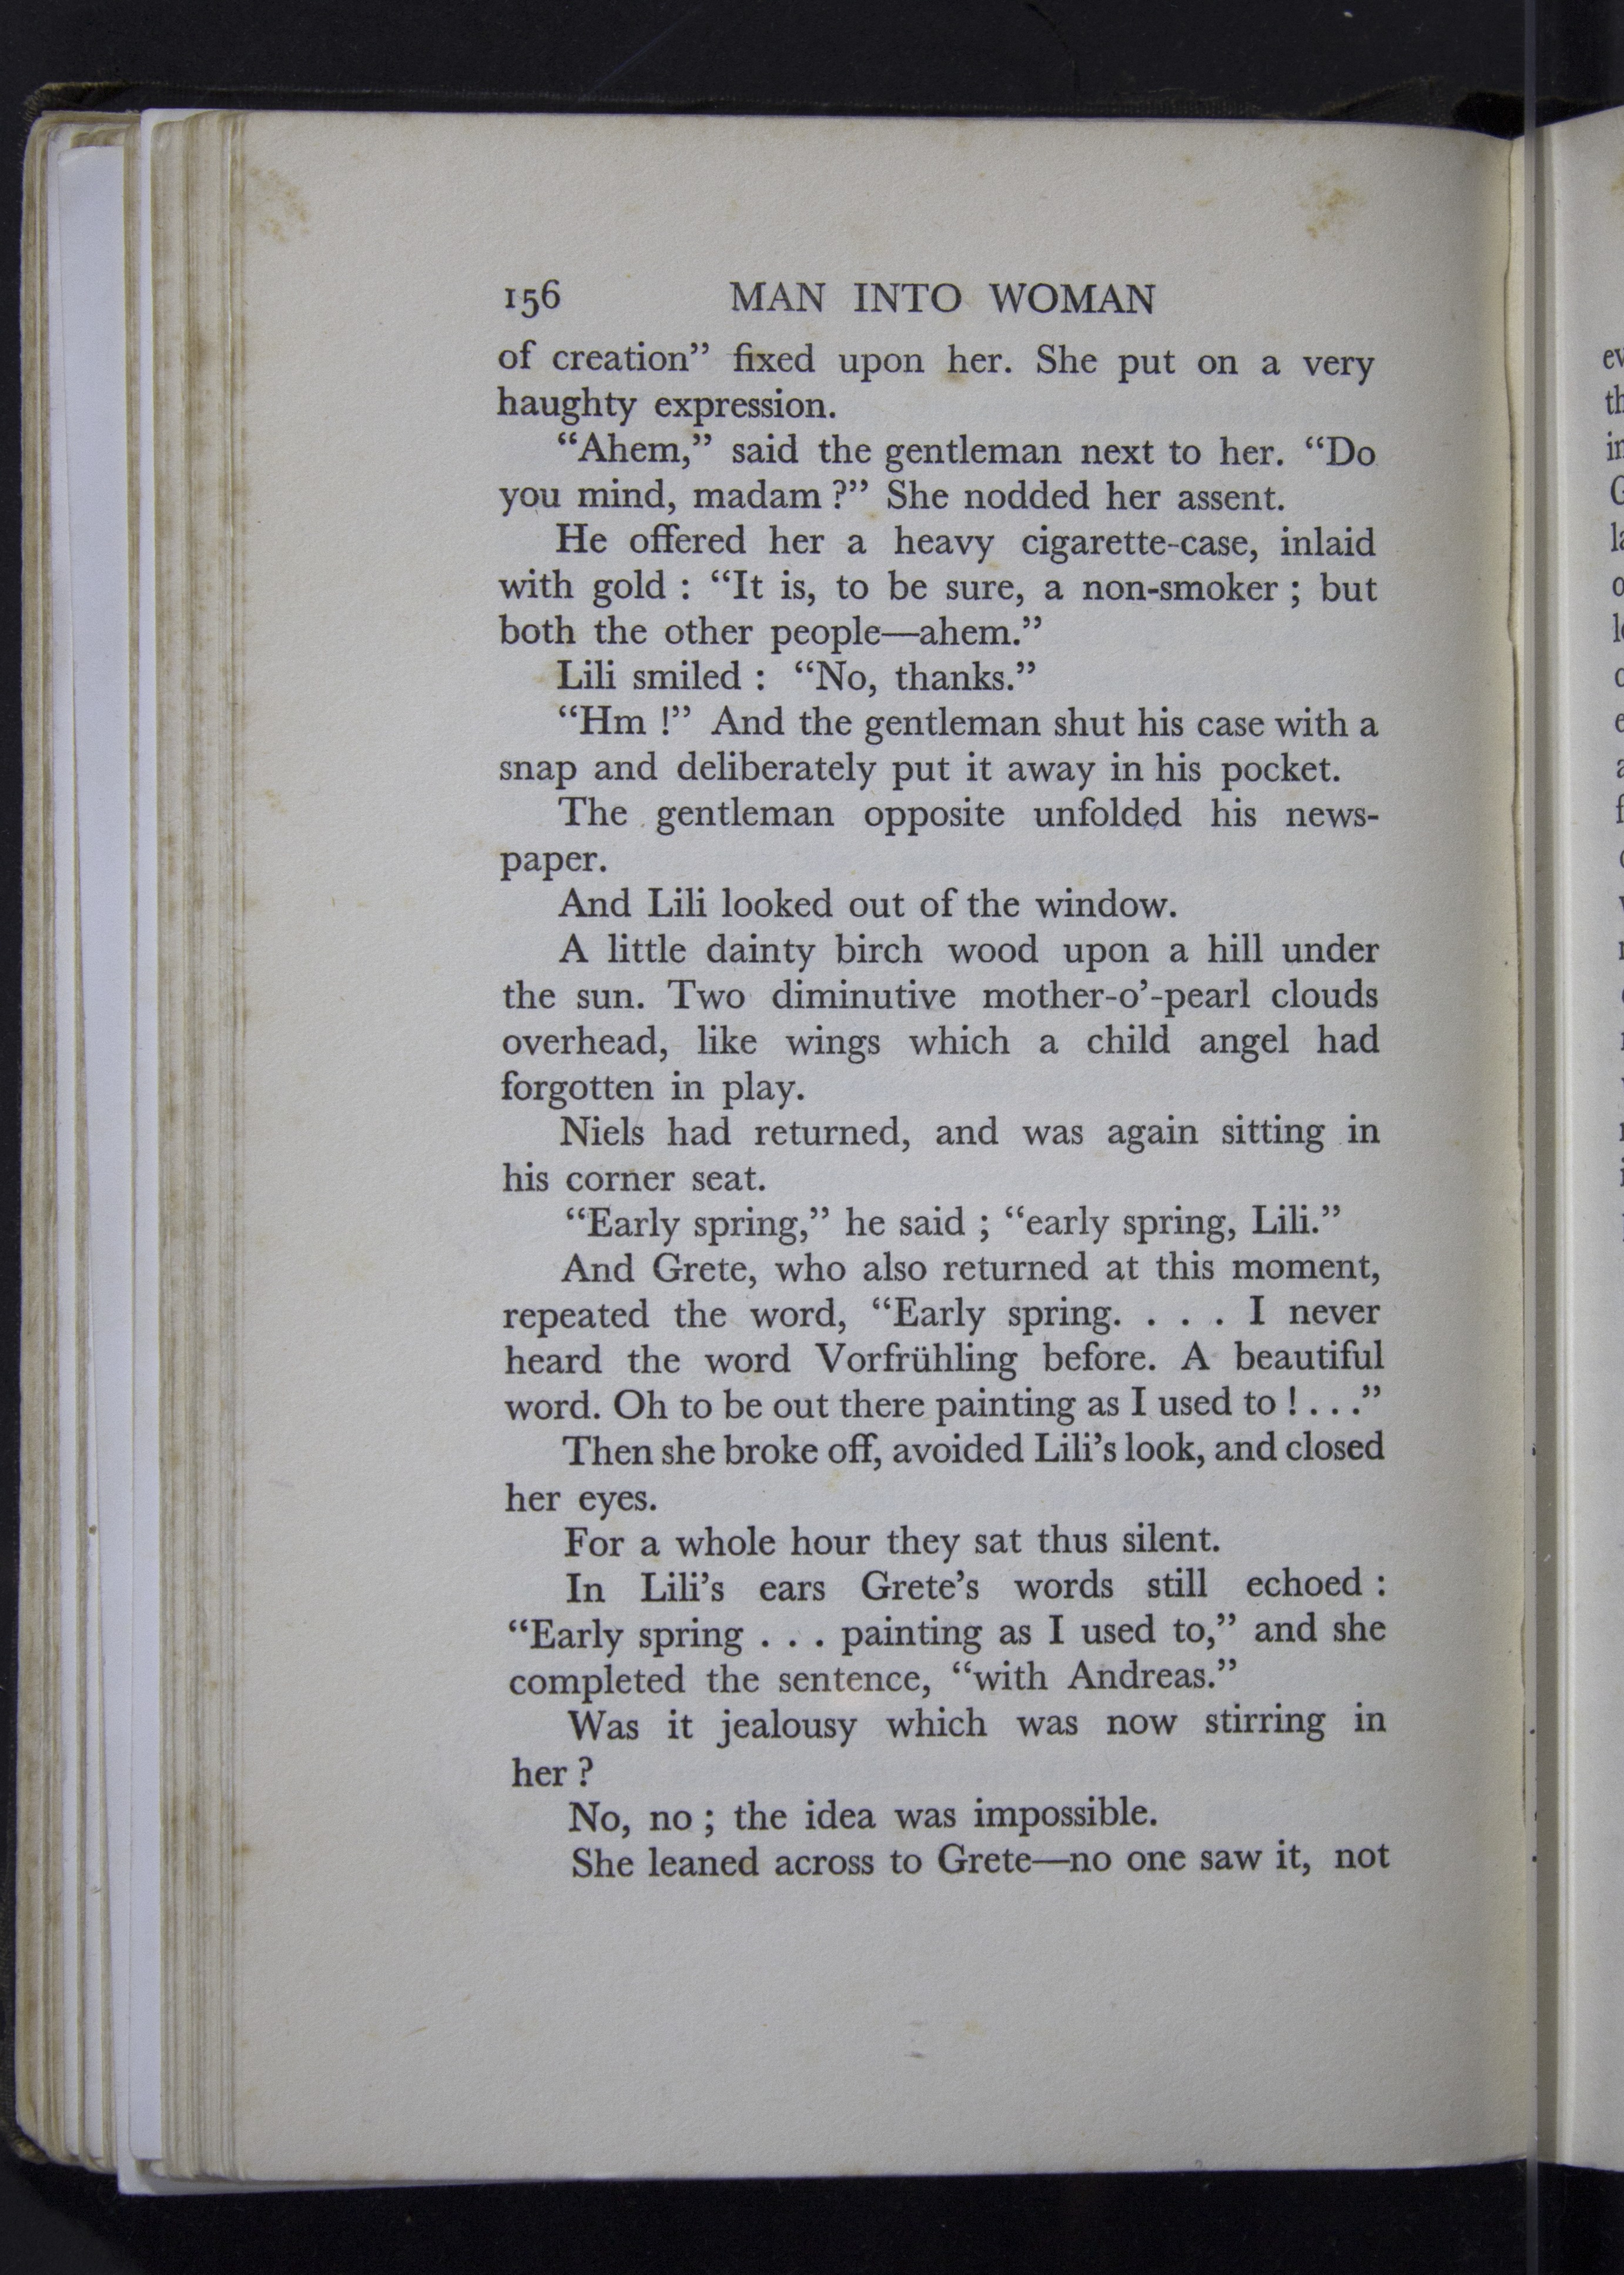 156 MAN INTO WOMAN
of creation” fixed upon her. She put on a very
haughty expression.
“Ahem,” said the gentleman next to her. “Do
you mind, madam ?” She nodded her assent.
He offered her a heavy cigarette-case, inlaid
with gold : “It is, to be sure, a non-smoker ; but
both the other people—ahem.”
Lili smiled : “No, thanks.”
“Hm !” And the gentleman shut his case with a
snap and deliberately put it away in his pocket.
The gentleman opposite unfolded his news-
paper.
And Lili looked out of the window.
A little dainty birch wood upon a hill under
the sun. Two diminutive mother-o’-pearl clouds
overhead, like wings which a child angel had
forgotten in play.
Niels had returned, and was again sitting in
his corner seat.
“Early spring,” he said ; “early spring, Lili.”
And Grete, who also returned at this moment,
repeated the word, “Early spring. . . . I never
heard the word Vorfrühling before. A beautiful
word. Oh to be out there painting as I used to ! . . .”
Then she broke off, avoided Lili’s look, and closed
her eyes.
For a whole hour they sat thus silent.
In Lili’s ears Grete’s words still echoed :
“Early spring . . . painting as I used to,” and she
completed the sentence, “with Andreas.”
Was it jealousy which was now stirring in
her ?
No, no ; the idea was impossible.
She leaned across to Grete—no one saw it, not